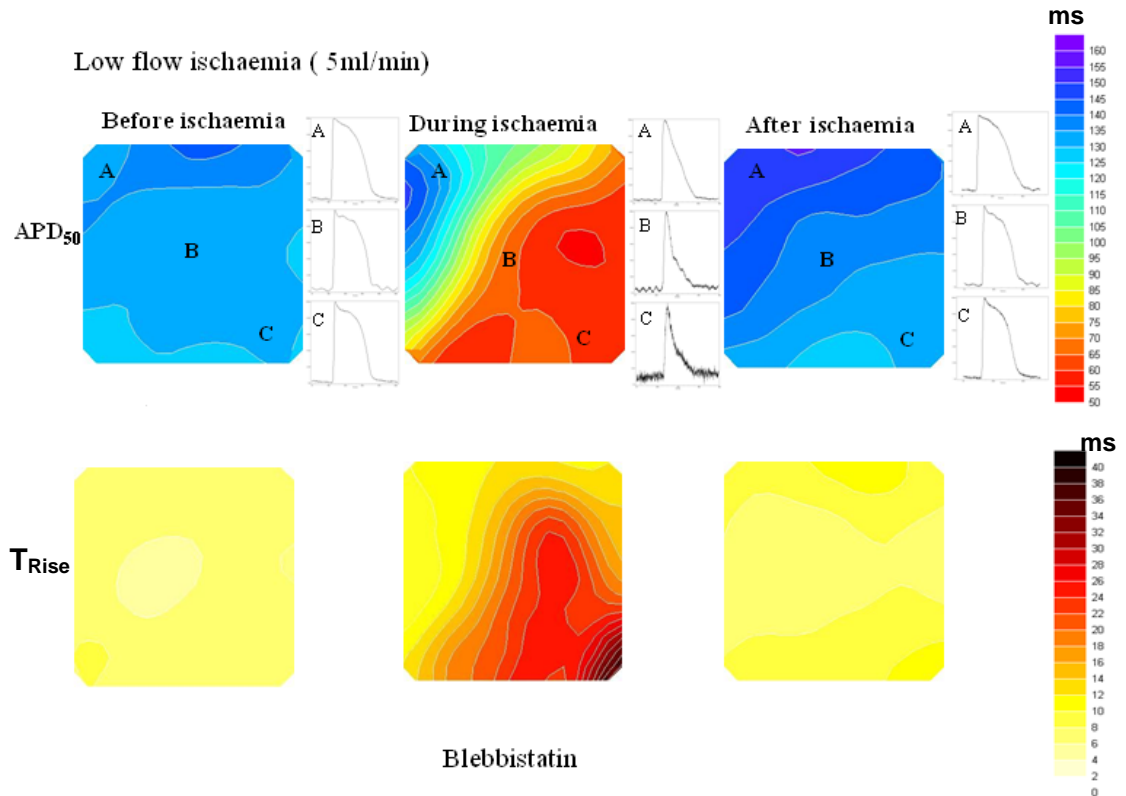 ms
Low flow ischaemia ( 5ml/min)
Before ischaemia
During ischaemia
After ischaemia
A
A
A
A
A
A
APD50
B
B
B
B
B
B
C
C
C
C
C
C
160
155
150
145
140
135
130
125
120
115
110
105
100
95
90
85
80
75
70
65
60
55
50
ms
TRise
40
38
36
34
32
30
28
26
24
22
20
18
16
14
12
10
8
6
4
2
0
Blebbistatin